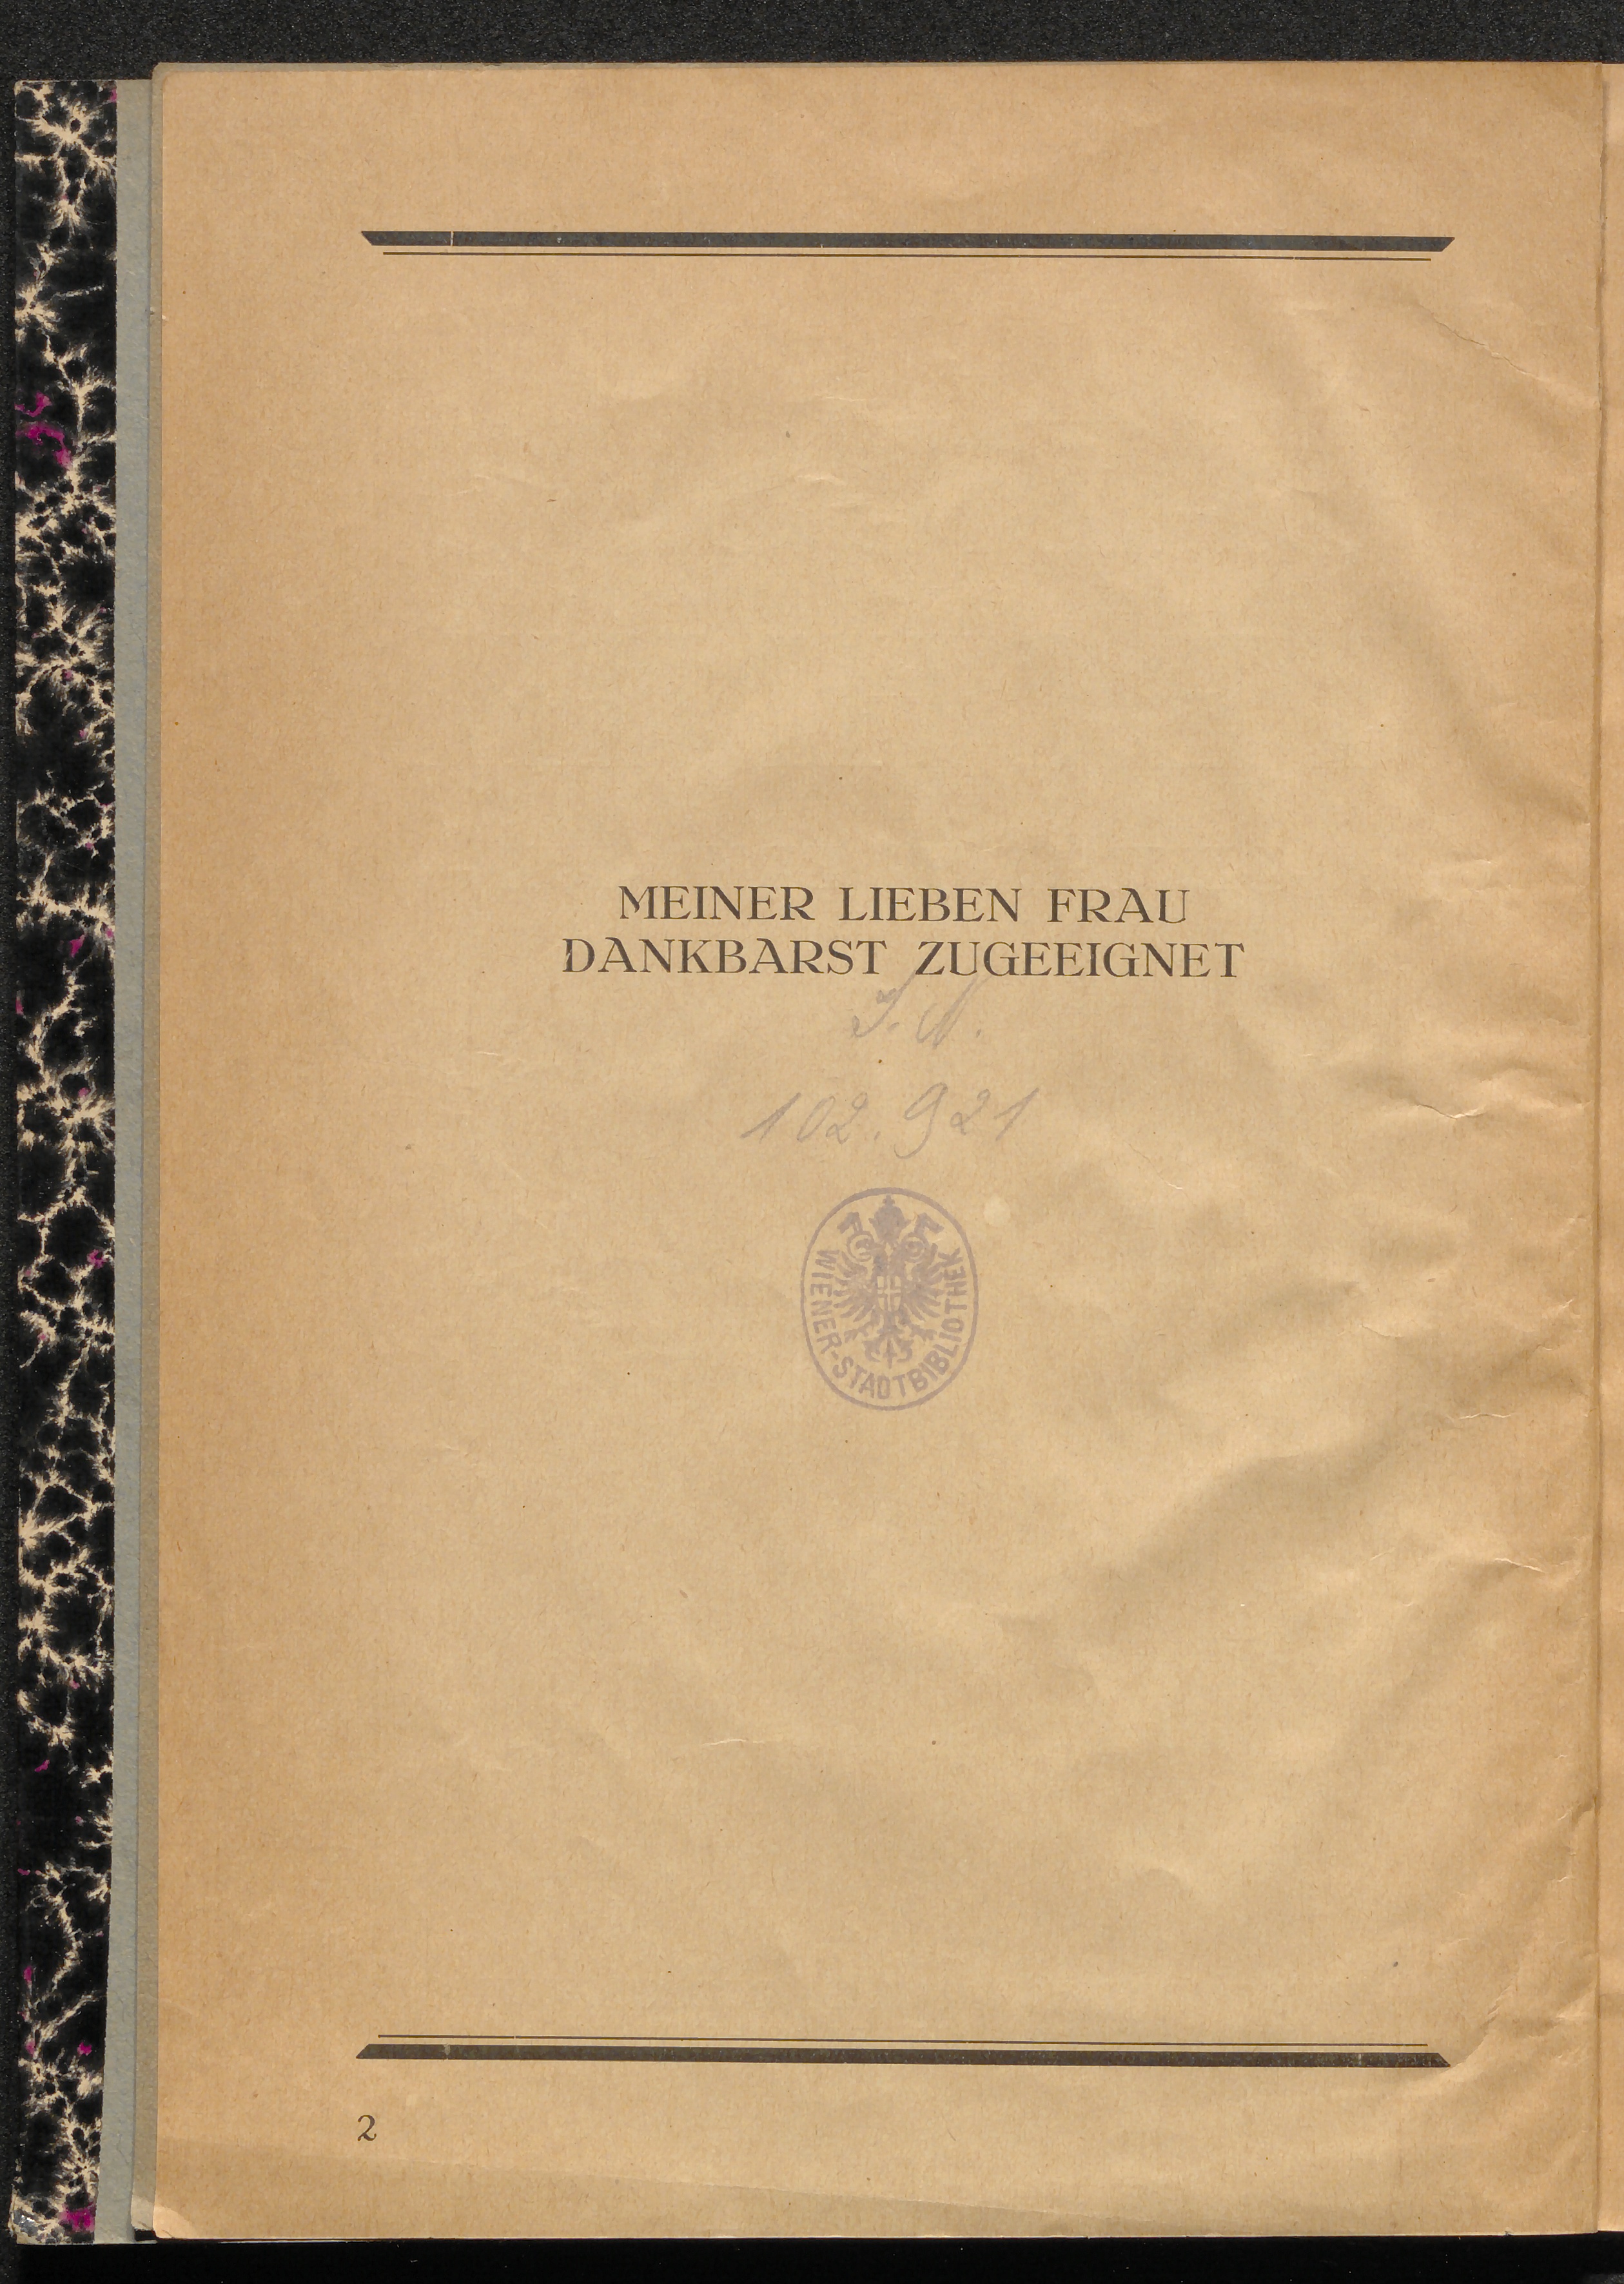 MEINER LIEBEN FRAU
DANKBARST ZUGEEIGNET
J. N.
102.921
WIENER-STADTBIBLIOTHEK
2